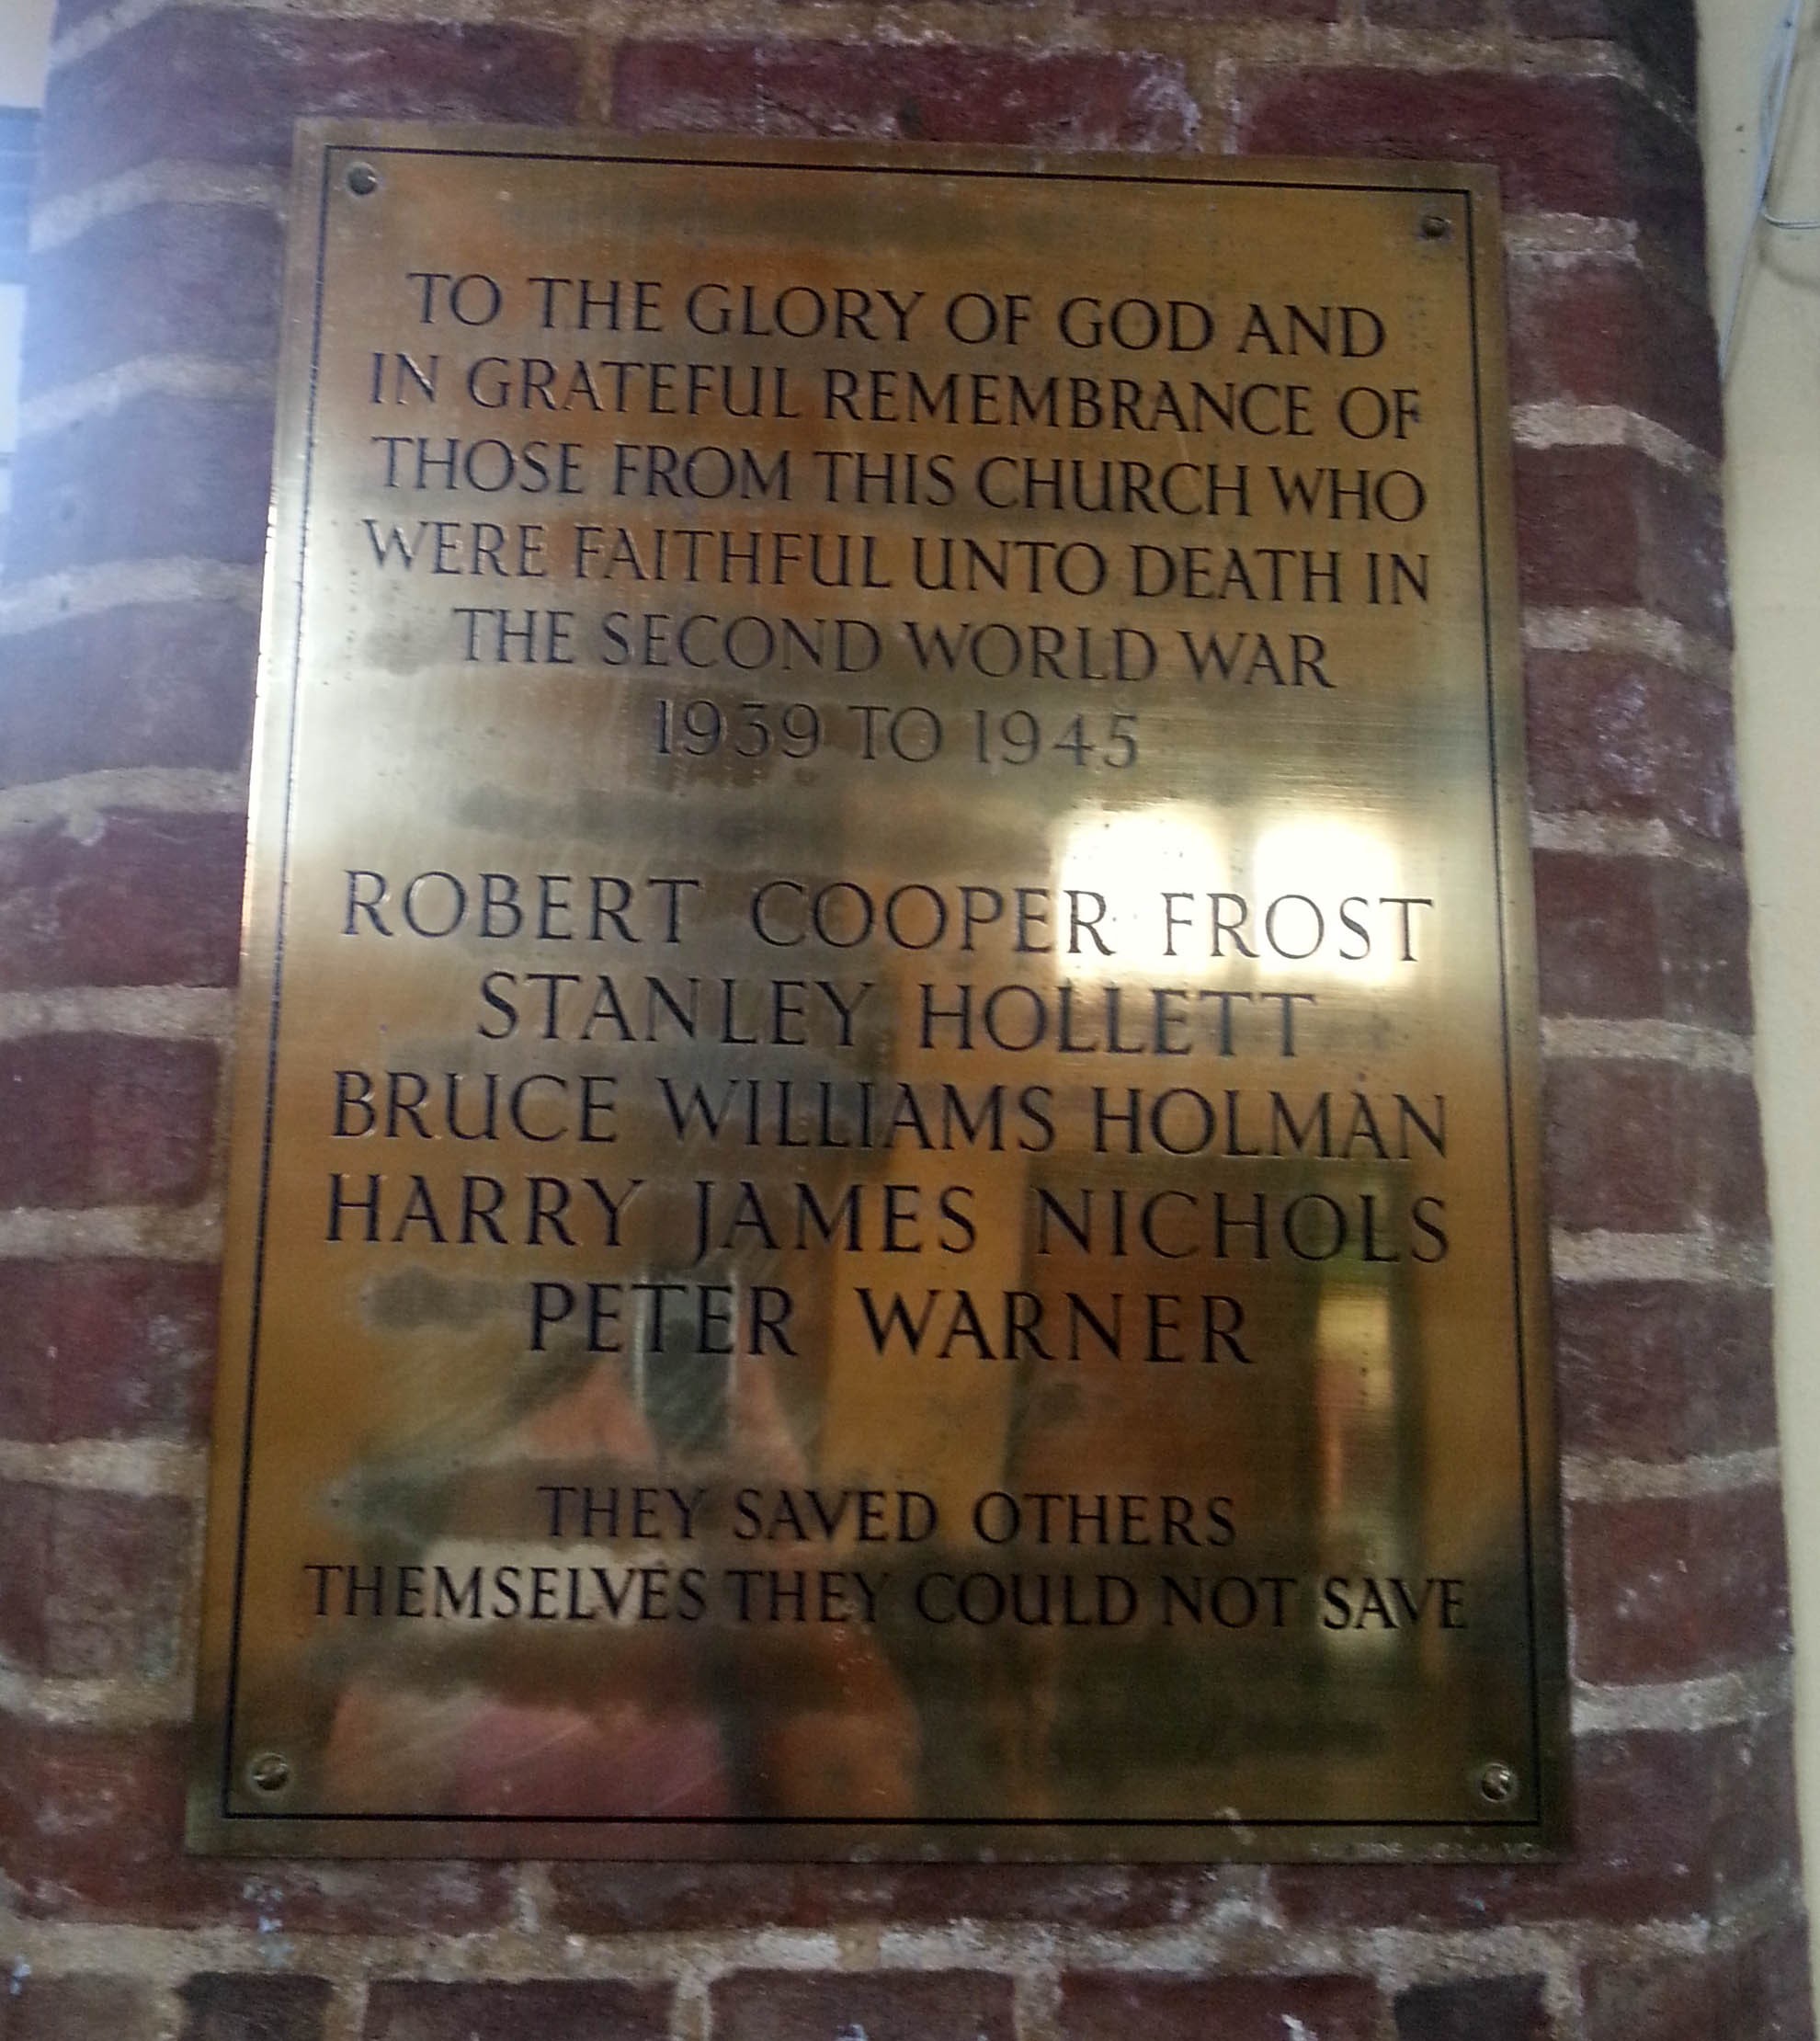 TO THE GLORY OF GOD AND
IN GRATEFUL REMEMBRANCE OF
THOSE FROM THIS CHURCH WHO
WERE FAITHFUL UNTO DEATH IN
THE SECOND WORLD WAR
1939 TO 1945
ROBERT COOPER FROST
STANLEY HOLLETT
BRUCE WILLIAMS HOLMAN
HARRY JAMES NICHOLS
PETER WARNER
THEY SAVED OTHERS
THEMSELVES THEY COULD NOT SAVE